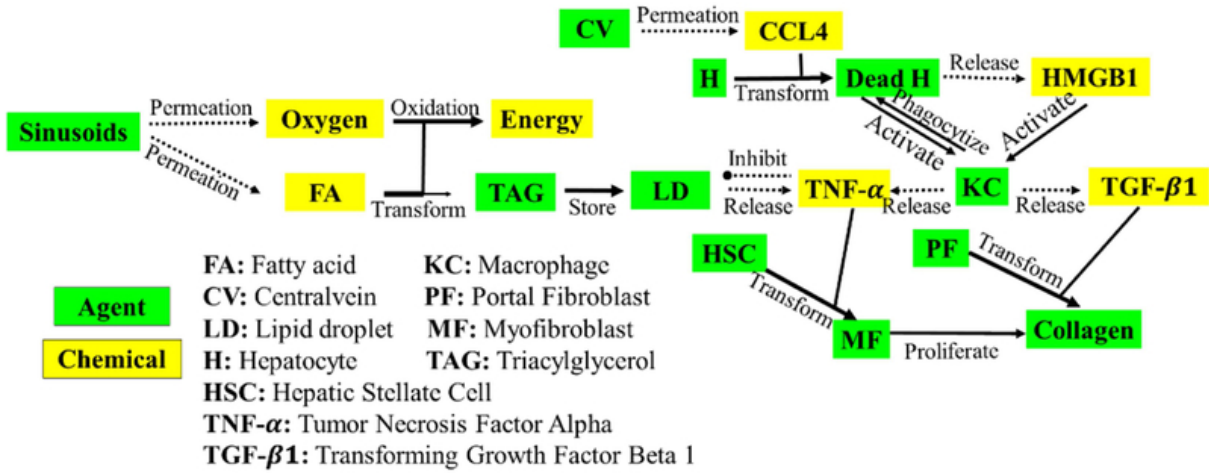 CV
Permeation
CCL4
H
Transform
Dead H
Release
HMGB1
Phagocytize
Activate
Activate
Sinusoids
Permeation
Oxygen
Oxidation
Energy
Permeation
FA
Transform
TAG
Store
LD
Inhibit
Release
TNF-α
Release
KC
Release
TGF-β1
HSC
Transform
MF
Proliferate
PF
Transform
Collagen
Agent
Chemical
FA: Fatty acid
KC: Macrophage
CV: Centralvein
PF: Portal Fibroblast
LD: Lipid droplet
MF: Myofibroblast
H: Hepatocyte
TAG: Triacylglycerol
HSC: Hepatic Stellate Cell
TNF-α: Tumor Necrosis Factor Alpha
TGF-β1: Transforming Growth Factor Beta 1